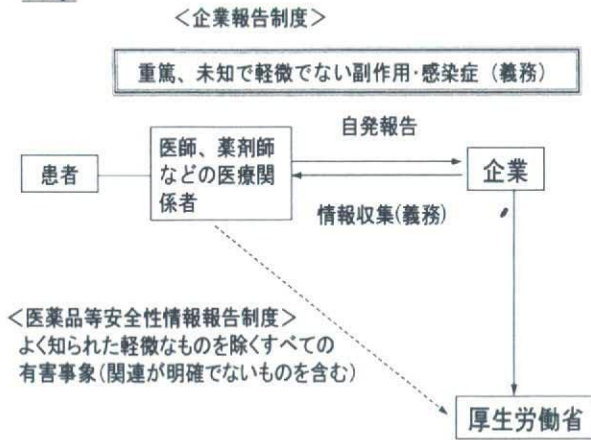 <企業報告制度>
重篤、未知で軽微でない副作用・感染症（義務）
自発報告
患者
医師、薬剤師
などの医療関
係者
企業
情報収集(義務)
<医薬品等安全性情報報告制度>
よく知られた軽微なものを除くすべての
有害事象(関連が明確でないものを含む)
厚生労働省